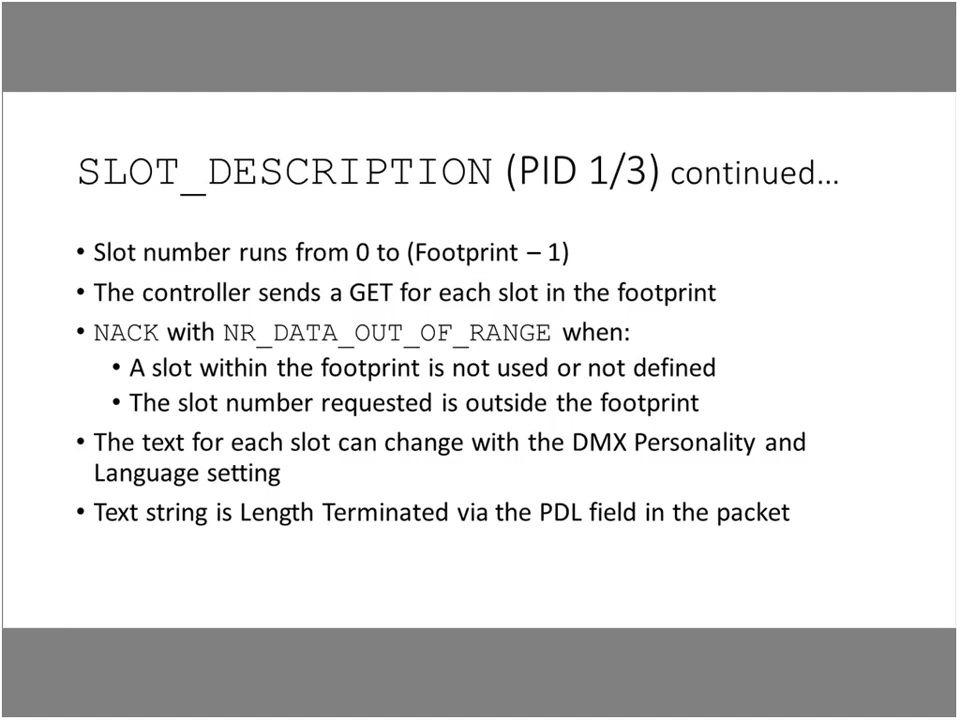 SLOT_DESCRIPTION (PID 1/3) continued...
• Slot number runs from 0 to (Footprint – 1)
• The controller sends a GET for each slot in the footprint
• NACK with NR_DATA_OUT_OF_RANGE when:
• A slot within the footprint is not used or not defined
• The slot number requested is outside the footprint
• The text for each slot can change with the DMX Personality and
Language setting
• Text string is Length Terminated via the PDL field in the packet